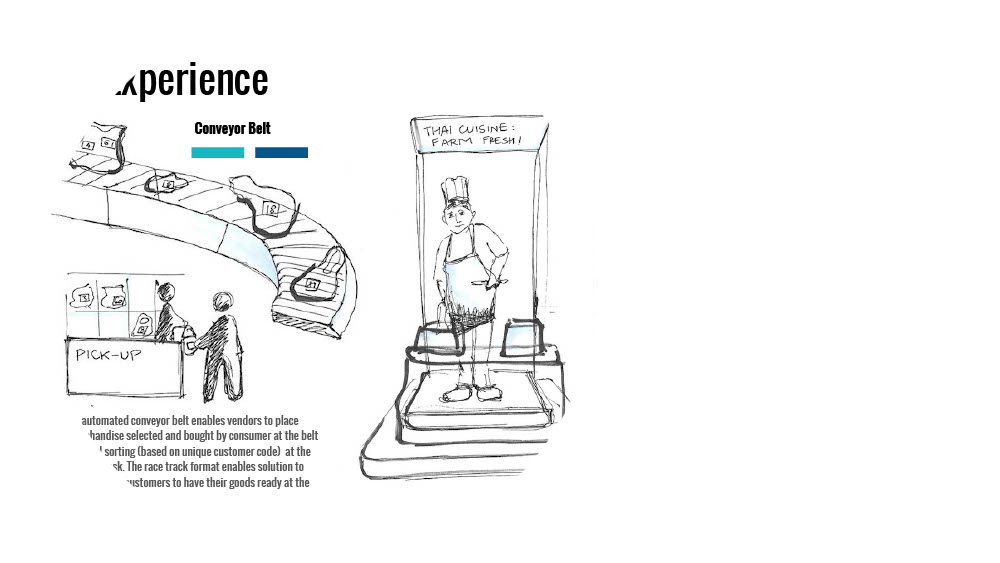 xperience
Conveyor Belt
THAI CUISINE:
FARM FRESH!
18
PICK-UP
automated conveyor belt enables vendors to place
handise selected and bought by consumer at the belt
sorting (based on unique customer code) at the
sk. The race track format enables solution to
ustomers to have their goods ready at the